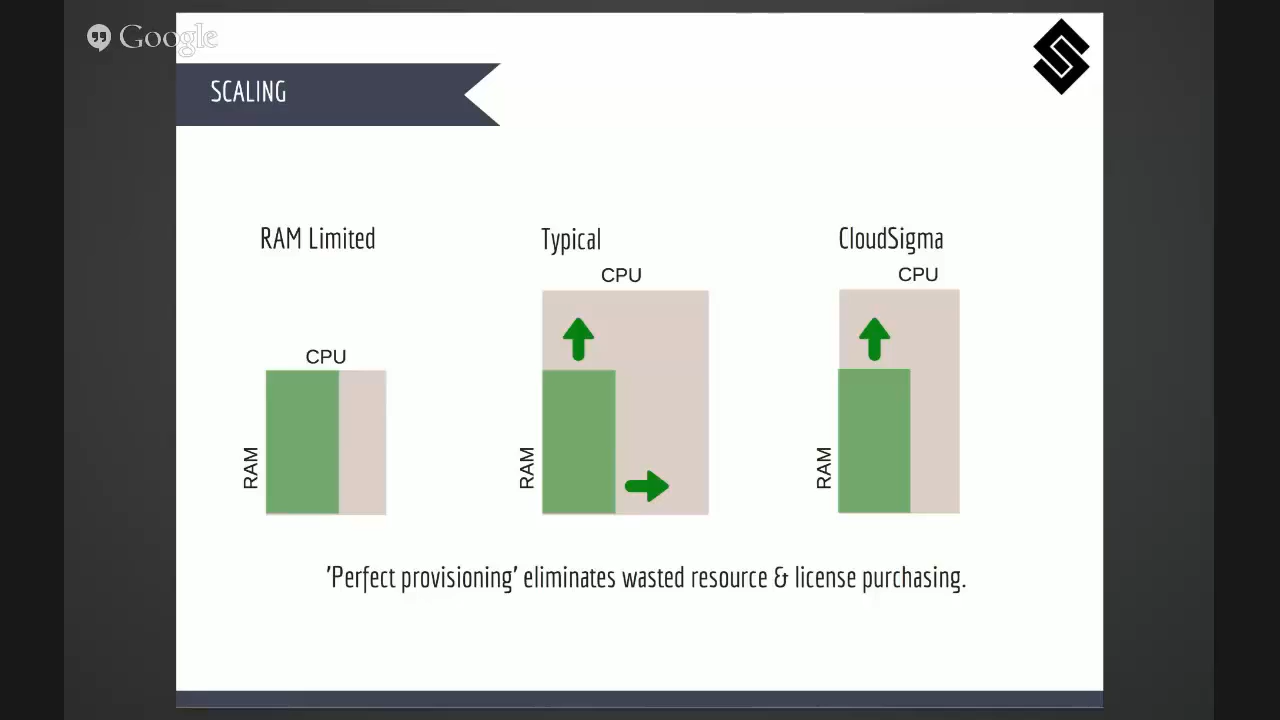 Google
SCALING
RAM Limited
Typical
CloudSigma
CPU
CPU
CPU
RAM
RAM
RAM
'Perfect provisioning' eliminates wasted resource & license purchasing.